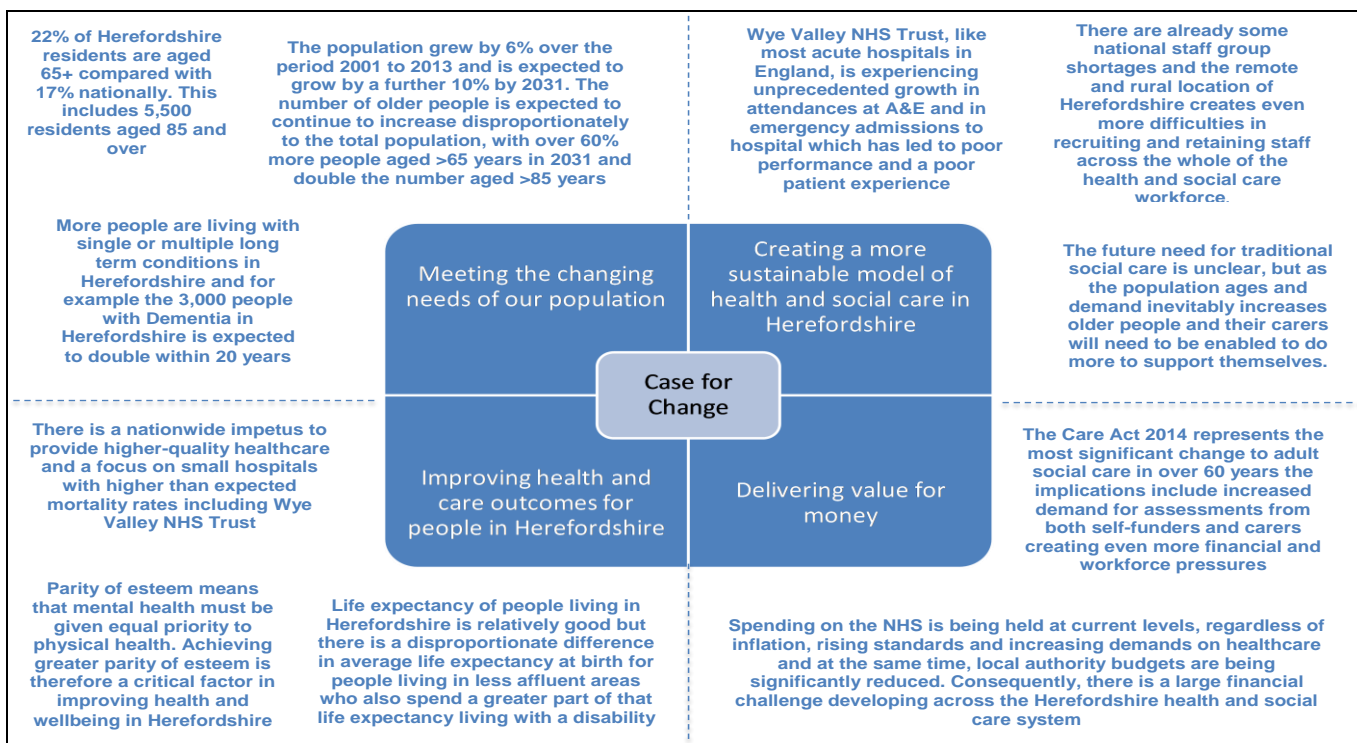 22% of Herefordshire
residents are aged
65+ compared with
17% nationally. This
includes 5,500
residents aged 85 and
over
The population grew by 6% over the
period 2001 to 2013 and is expected to
grow by a further 10% by 2031. The
number of older people is expected to
continue to increase disproportionately
to the total population, with over 60%
more people aged >65 years in 2031 and
double the number aged >85 years
More people are living with
single or multiple long
term conditions in
Herefordshire and for
example the 3,000 people
with Dementia in
Herefordshire is expected
to double within 20 years
Wye Valley NHS Trust, like
most acute hospitals in
England, is experiencing
unprecedented growth in
attendances at A&E and in
emergency admissions to
hospital which has led to poor
performance and a poor
patient experience
There are already some
national staff group
shortages and the remote
and rural location of
Herefordshire creates even
more difficulties in
recruiting and retaining staff
across the whole of the
health and social care
workforce.
The future need for traditional
social care is unclear, but as
the population ages and
demand inevitably increases
older people and their carers
will need to be enabled to do
more to support themselves.
Meeting the changing
needs of our population
Creating a more
sustainable model of
health and social care in
Herefordshire
Case for
Change
Improving health and
care outcomes for
people in Herefordshire
Delivering value for
money
There is a nationwide impetus to
provide higher-quality healthcare
and a focus on small hospitals
with higher than expected
mortality rates including Wye
Valley NHS Trust
Parity of esteem means
that mental health must be
given equal priority to
physical health. Achieving
greater parity of esteem is
therefore a critical factor in
improving health and
wellbeing in Herefordshire
Life expectancy of people living in
Herefordshire is relatively good but
there is a disproportionate difference
in average life expectancy at birth for
people living in less affluent areas
who also spend a greater part of that
life expectancy living with a disability
The Care Act 2014 represents the
most significant change to adult
social care in over 60 years the
implications include increased
demand for assessments from
both self-funders and carers
creating even more financial and
workforce pressures
Spending on the NHS is being held at current levels, regardless of
inflation, rising standards and increasing demands on healthcare
and at the same time, local authority budgets are being
significantly reduced. Consequently, there is a large financial
challenge developing across the Herefordshire health and social
care system